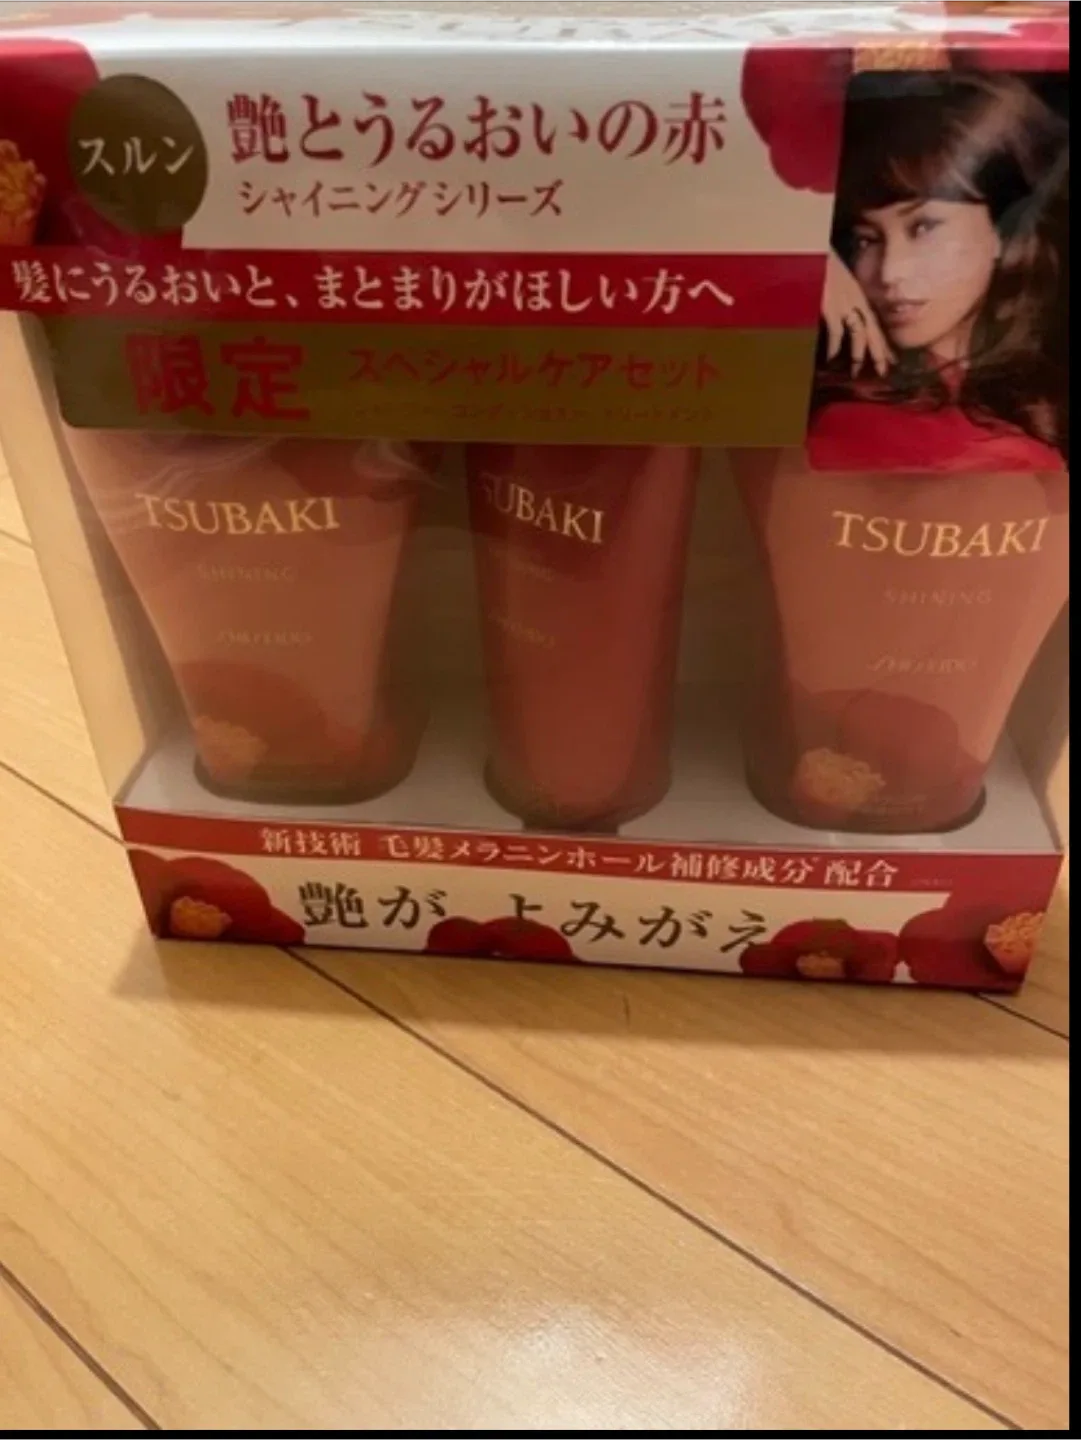 TSUBAKI
スルン
艶とうるおいの赤
シャイニングシリーズ
髪にうるおいと、まとまりがほしい方へ
限定 スペシャルケアセット
TSUBAKI
SHINING
SHISEIDO
SUBAKI
SHISEIDO
TSUBAKI
SHINING
SHISEIDO
新技術 毛髪メラニンホール補修成分 配合
艶が よみがえ